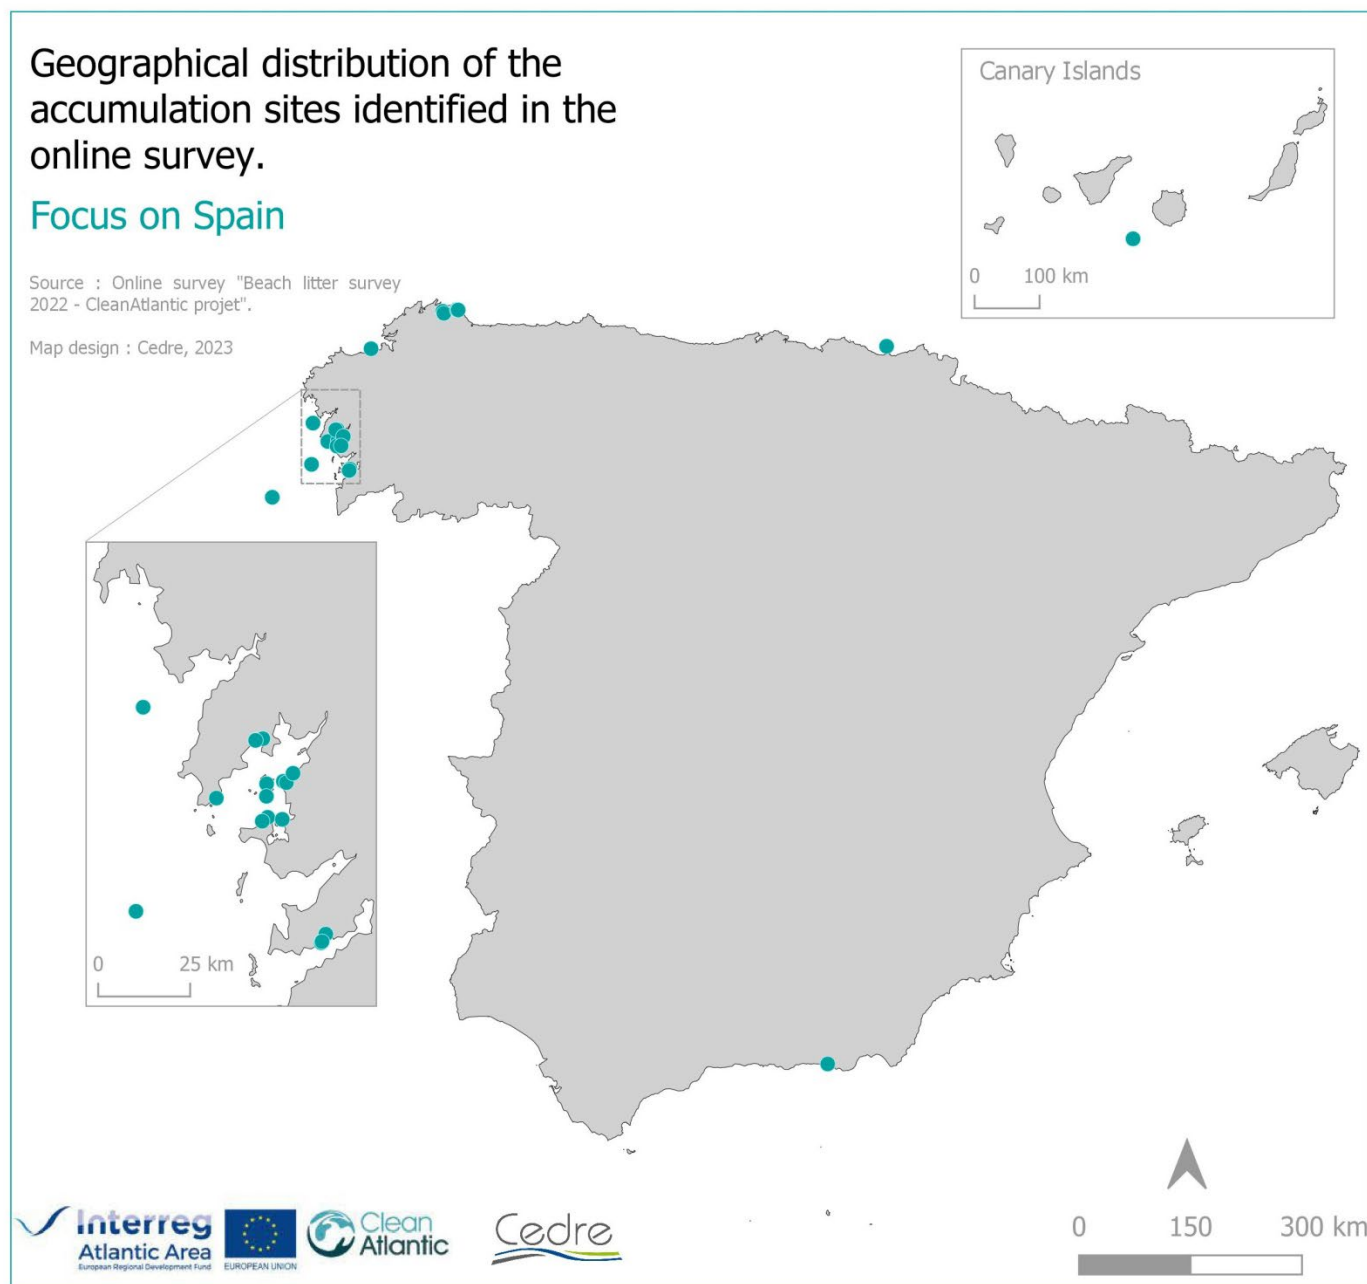 Geographical distribution of the
accumulation sites identified in the
online survey.
Focus on Spain
Source : Online survey "Beach litter survey
2022 - CleanAtlantic projet".
Map design : Cedre, 2023
Canary Islands
0 100 km
0 25 km
Interreg
Atlantic Area
European Regional Development Fund
EUROPEAN UNION
Clean
Atlantic
Cedre
0 150 300 km